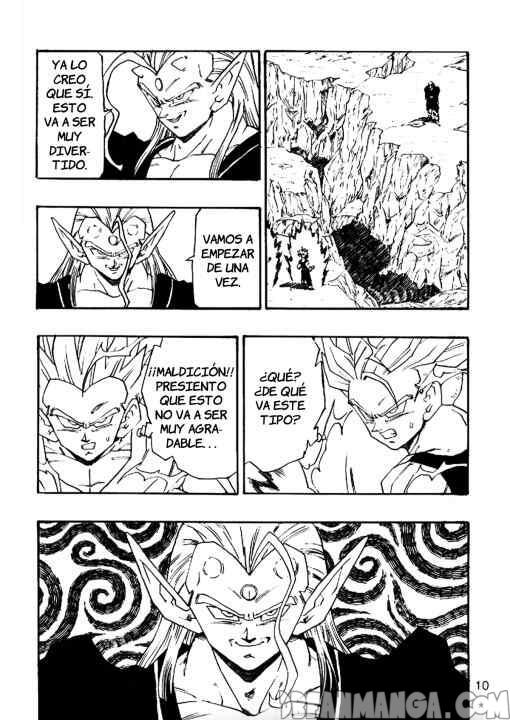 YA LO
CREO
QUE SÍ.
ESTO
VA A SER
MUY
DIVER-
TIDO.
VAMOS A
EMPEZAR
DE UNA
VEZ.
¡¡MALDICIÓN!!
PRESIENTO
QUE ESTO
NO VA A SER
MUY AGRA-
DABLE...
¿QUÉ?
¿DE QUÉ
VA ESTE
TIPO?
10
DBFANMANGA.COM